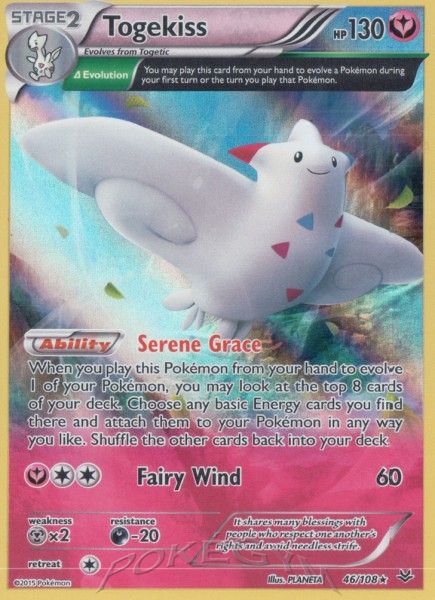 STAGE2
Togekiss
HP130
Evolves from Togetic
Δ Evolution
You may play this card from your hand to evolve a Pokémon during
your first turn or the turn you play that Pokémon.
Ability Serene Grace
When you play this Pokémon from your hand to evolve
1 of your Pokémon, you may look at the top 8 cards
of your deck. Choose any basic Energy cards you find
there and attach them to your Pokémon in any way
you like. Shuffle the other cards back into your deck
Fairy Wind 60
weakness
×2
resistance
-20
retreat
It shares many blessings with
people who respect one another's
rights and avoid needless strife.
©2015 Pokémon
Illus. PLANETA
46/108★